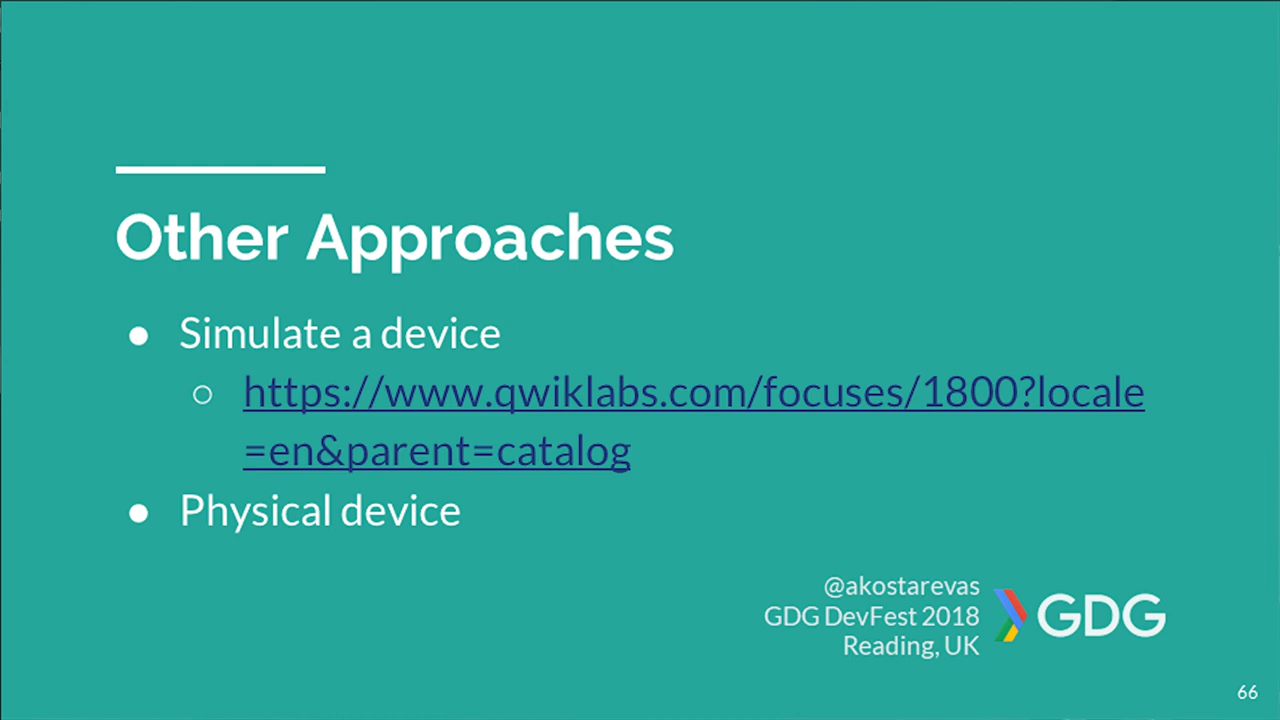 Other Approaches
● Simulate a device
○ https://www.qwiklabs.com/focuses/1800?locale
=en&parent=catalog
● Physical device
@akostarevas
GDG DevFest 2018
Reading, UK
GDG
66